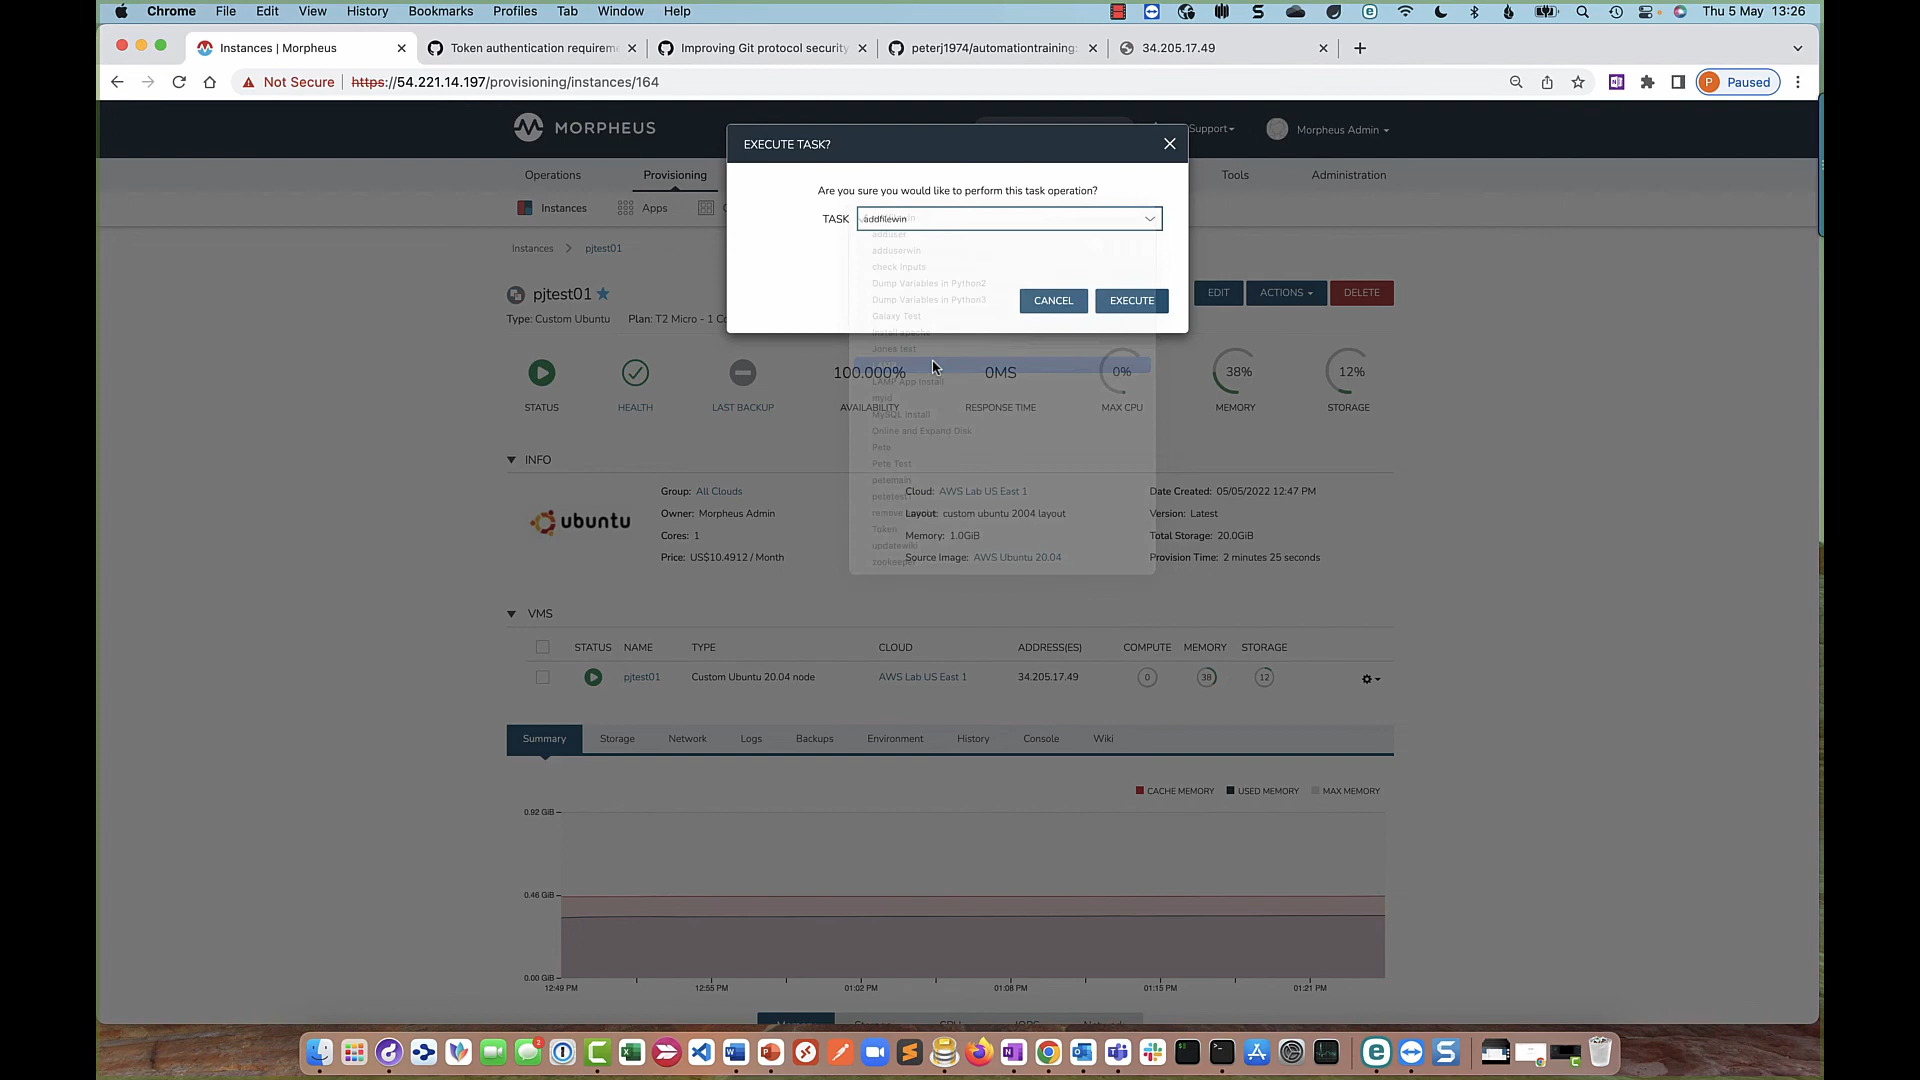 Chrome File Edit View History Bookmarks Profiles Tab Window Help Thu 5 May 13:26
Instances | Morpheus Token authentication requirem Improving Git protocol security peterj1974/automationtraining: 34.205.17.49
Not Secure https://54.221.14.197/provisioning/instances/164 P Paused
MORPHEUS Support Morpheus Admin
EXECUTE TASK?
Operations Provisioning Tools Administration
Are you sure you would like to perform this task operation?
Instances Apps
TASK addfilewin
adduser
adduserwin
check inputs
Dump Variables in Python2
Dump Variables in Python3
Galaxy Test
Install apache
Jones test
LAMP App Install
myid
MySQL Install
Online and Expand Disk
Pete
Pete Test
petemain
petetest
remove
Token
updatewiki
zookeeper
CANCEL EXECUTE
Instances pjtest01
pjtest01 EDIT ACTIONS DELETE
Type: Custom Ubuntu Plan: T2 Micro - 1 Co
100.000% 0MS 0% 38% 12%
STATUS HEALTH LAST BACKUP AVAILABILITY RESPONSE TIME MAX CPU MEMORY STORAGE
INFO
ubuntu
Group: All Clouds Cloud: AWS Lab US East 1 Date Created: 05/05/2022 12:47 PM
Owner: Morpheus Admin Layout: custom ubuntu 2004 layout Version: Latest
Cores: 1 Memory: 1.0GiB Total Storage: 20.0GiB
Price: US$10.4912 / Month Source Image: AWS Ubuntu 20.04 Provision Time: 2 minutes 25 seconds
VMS
STATUS NAME TYPE CLOUD ADDRESS(ES) COMPUTE MEMORY STORAGE
pjtest01 Custom Ubuntu 20.04 node AWS Lab US East 1 34.205.17.49 0 38 12
Summary Storage Network Logs Backups Environment History Console Wiki
CACHE MEMORY USED MEMORY MAX MEMORY
0.92 GiB
0.46 GiB
0.00 GiB
12:49 PM 12:55 PM 01:02 PM 01:08 PM 01:15 PM 01:21 PM